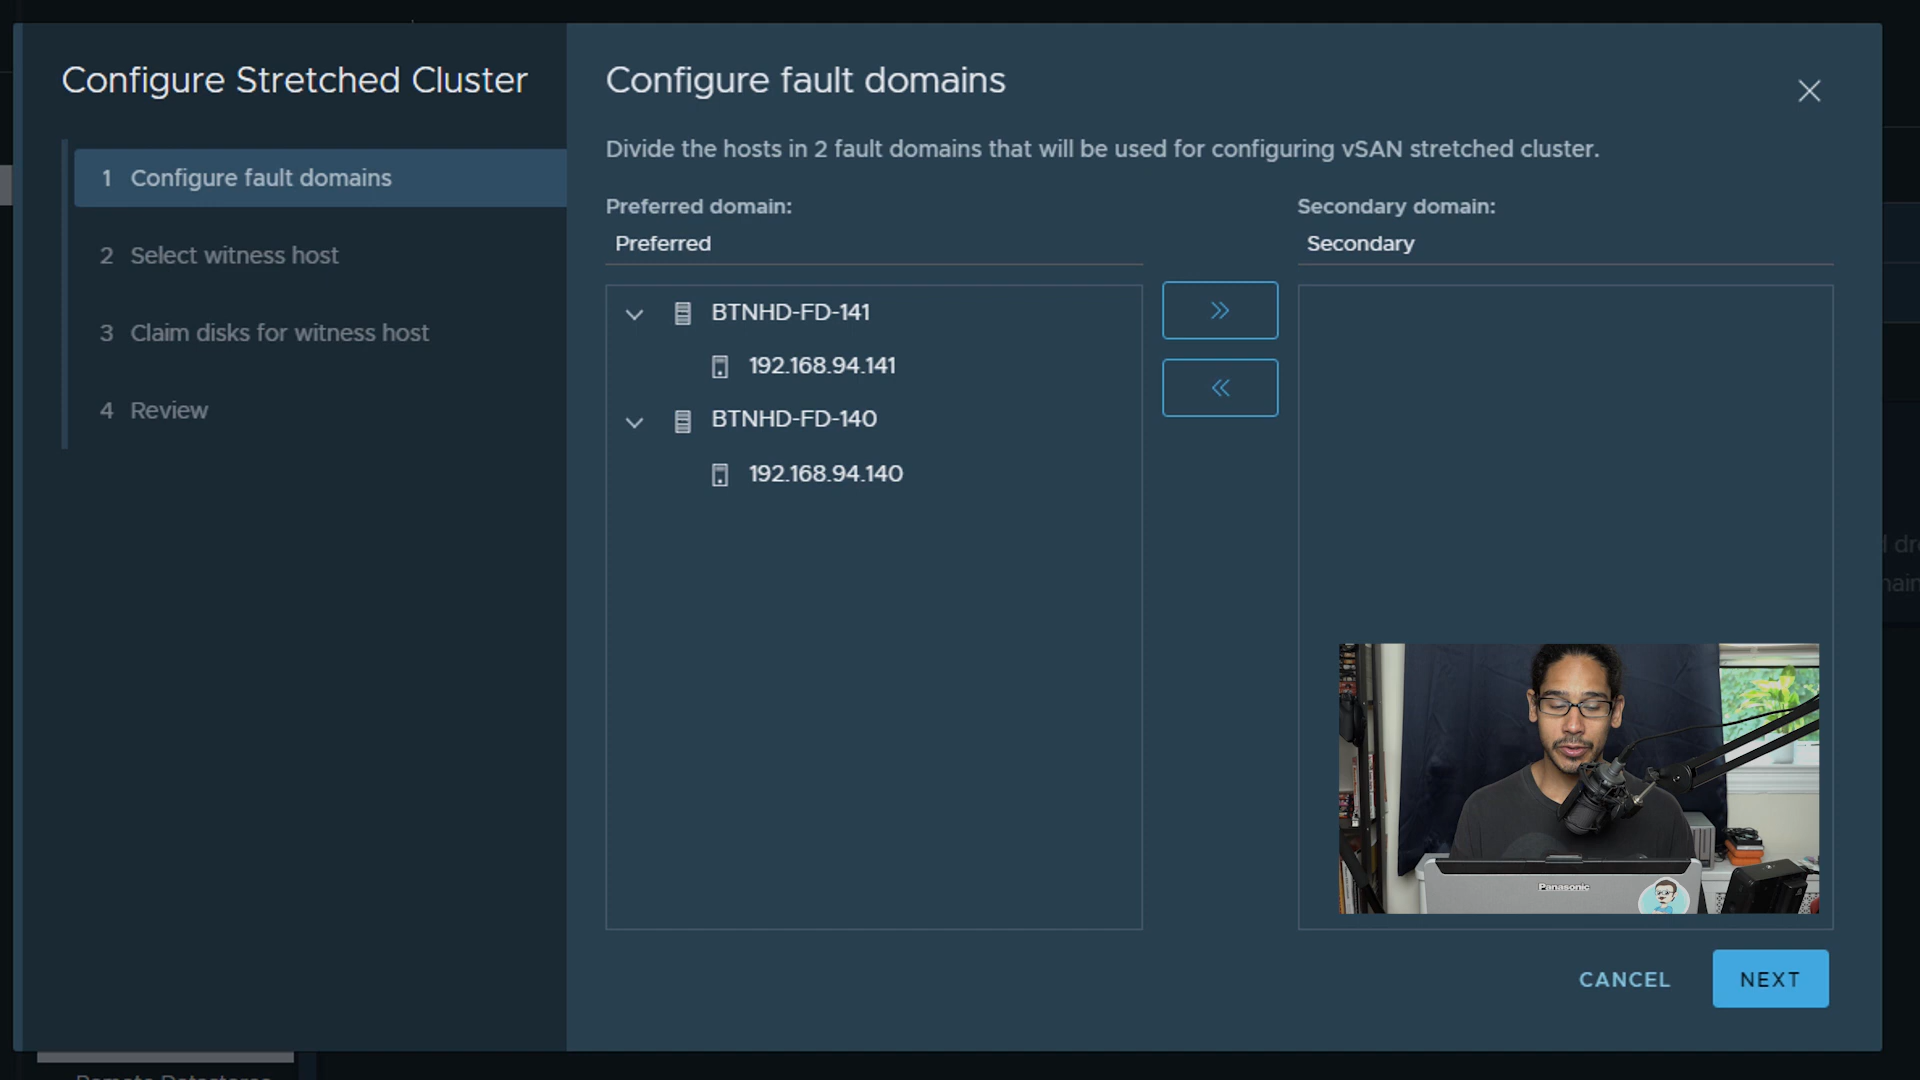 Configure Stretched Cluster
1 Configure fault domains
2 Select witness host
3 Claim disks for witness host
4 Review
Configure fault domains
Divide the hosts in 2 fault domains that will be used for configuring vSAN stretched cluster.
Preferred domain:
Preferred
BTNHD-FD-141
192.168.94.141
BTNHD-FD-140
192.168.94.140
Secondary domain:
Secondary
Panasonic
CANCEL
NEXT
Remote Datastores